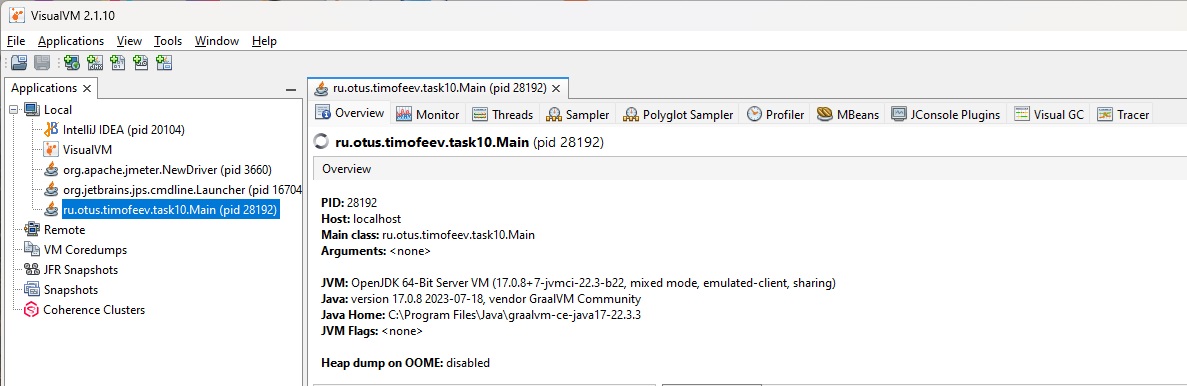 VisualVM 2.1.10
File Applications View Tools Window Help
Applications
Local
IntelliJ IDEA (pid 20104)
VisualVM
org.apache.jmeter.NewDriver (pid 3660)
org.jetbrains.jps.cmdline.Launcher (pid 16704
ru.otus.timofeev.task10.Main (pid 28192)
Remote
VM Coredumps
JFR Snapshots
Snapshots
Coherence Clusters
ru.otus.timofeev.task10.Main (pid 28192)
Overview Monitor Threads Sampler Polyglot Sampler Profiler MBeans JConsole Plugins Visual GC Tracer
ru.otus.timofeev.task10.Main (pid 28192)
Overview
PID: 28192
Host: localhost
Main class: ru.otus.timofeev.task10.Main
Arguments: <none>
JVM: OpenJDK 64-Bit Server VM (17.0.8+7-jvmci-22.3-b22, mixed mode, emulated-client, sharing)
Java: version 17.0.8 2023-07-18, vendor GraalVM Community
Java Home: C:\Program Files\Java\graalvm-ce-java17-22.3.3
JVM Flags: <none>
Heap dump on OOME: disabled